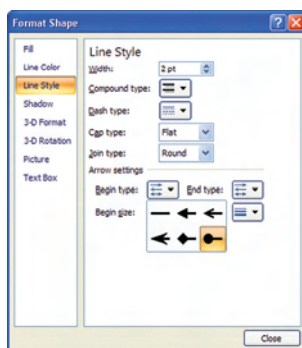 Format Shape
Fill
Line Color
Line Style
Shadow
3-D Format
3-D Rotation
Picture
Text Box
Line Style
Width: 2 pt
Compound type:
Dash type:
Cap type: Flat
Join type: Round
Arrow settings
Begin type: End type:
Begin size:
Close